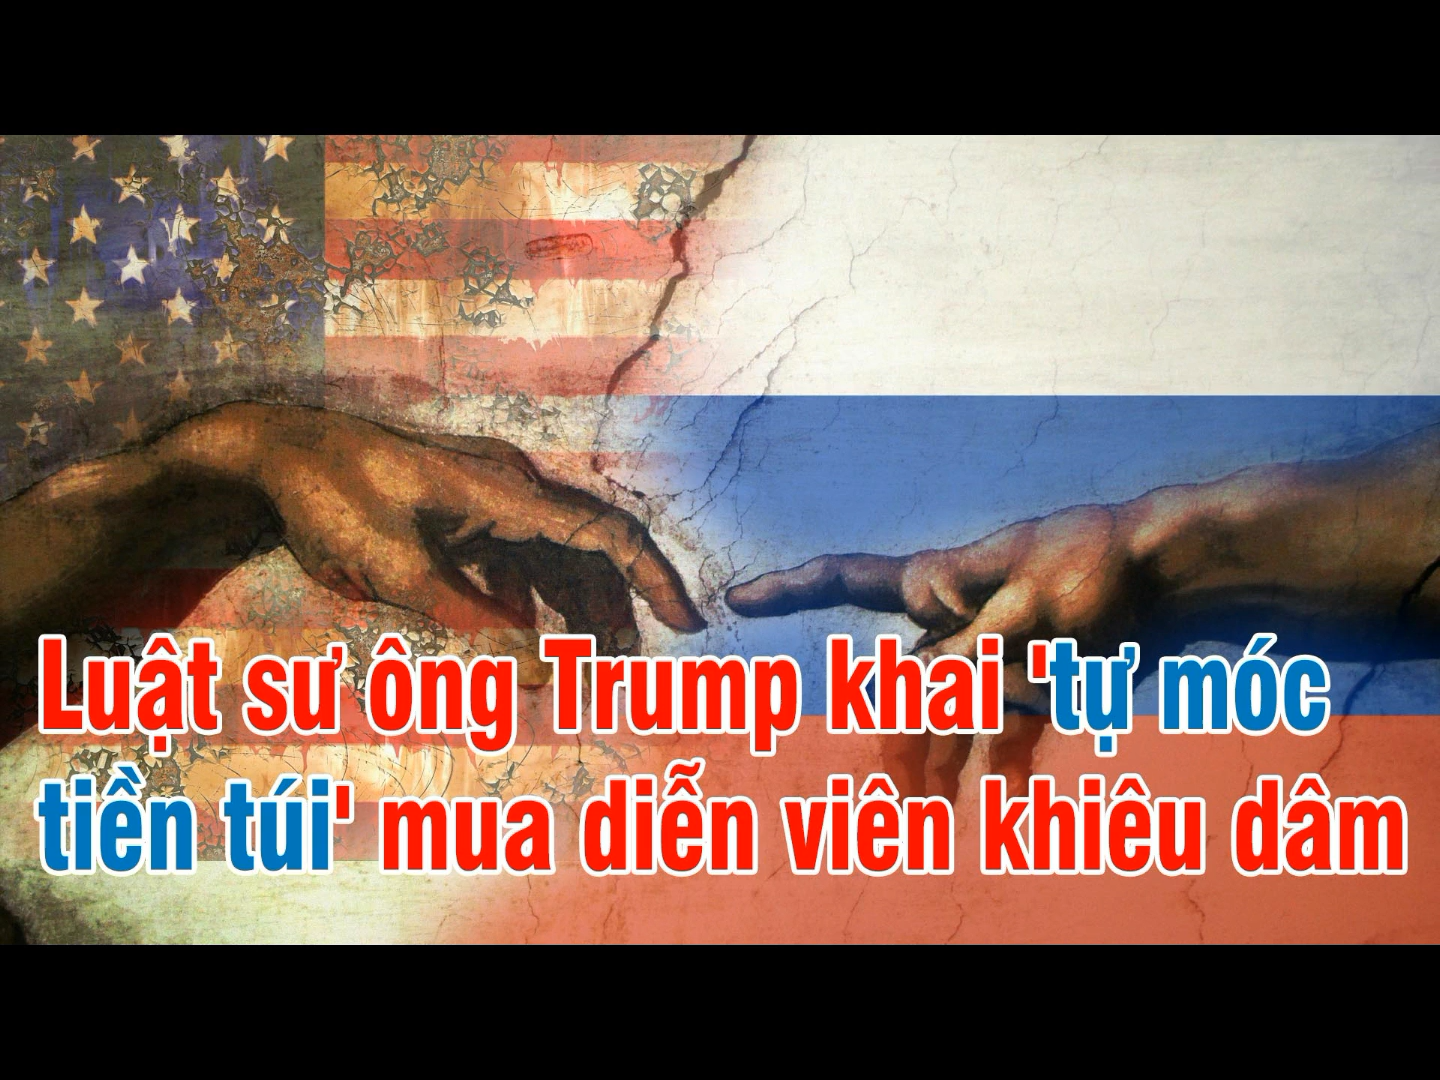 Luật sư ông Trump khai 'tự móc
tiền túi' mua diễn viên khiêu dâm